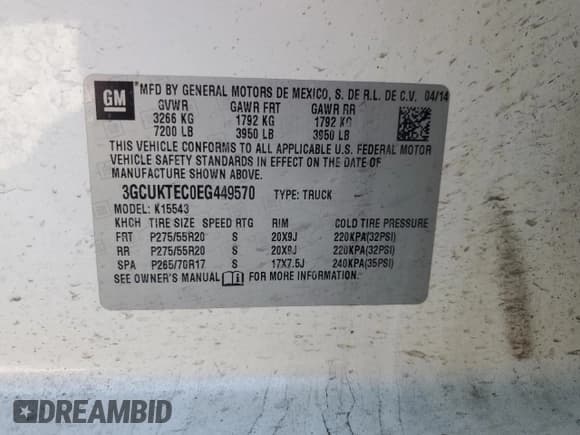 GM
MFD BY GENERAL MOTORS DE MEXICO, S. DE R.L. DE C.V. 04/14
GVWR GAWR FRT GAWR RR
3266 KG 1792 KG 1792 KG
7200 LB 3950 LB 3950 LB
THIS VEHICLE CONFORMS TO ALL APPLICABLE U.S. FEDERAL MOTOR
VEHICLE SAFETY STANDARDS IN EFFECT ON THE DATE OF
MANUFACTURE SHOWN ABOVE.
3GCUKTEC0EG449570 TYPE: TRUCK
MODEL: K15543
KHCH TIRE SIZE SPEED RTG RIM COLD TIRE PRESSURE
FRT P275/55R20 S 20X9J 220KPA(32PSI)
RR P275/55R20 S 20X9J 220KPA(32PSI)
SPA P265/70R17 S 17X7.5J 240KPA(35PSI)
SEE OWNER'S MANUAL FOR MORE INFORMATION.
DREAMBID